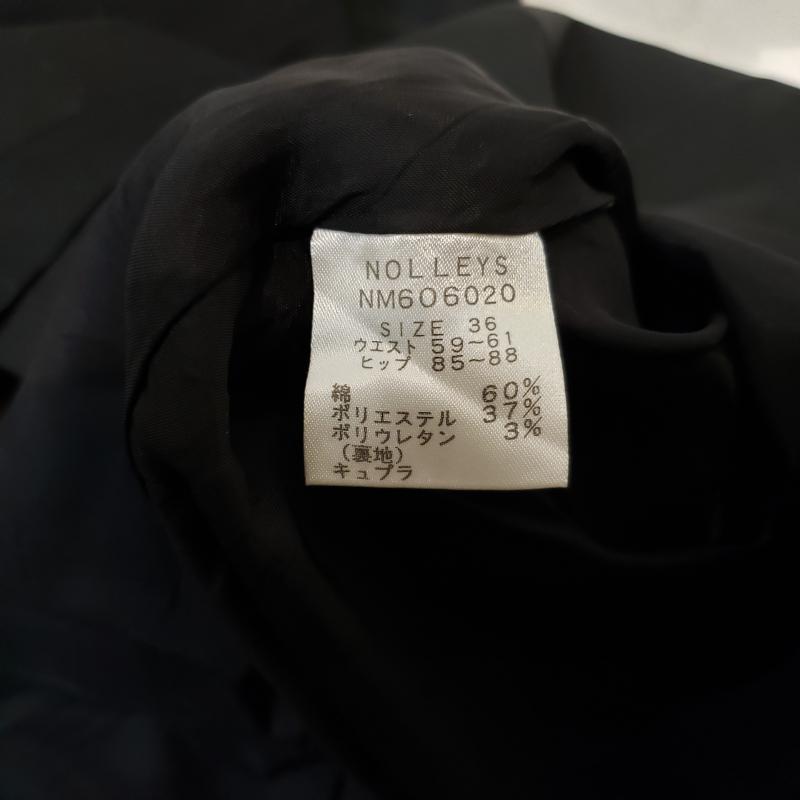 NOLLEYS
NM606020
SIZE 36
ウエスト 59~61
ヒップ 85~88
綿 60%
ポリエステル 37%
ポリウレタン 3%
(裏地)
キュプラ